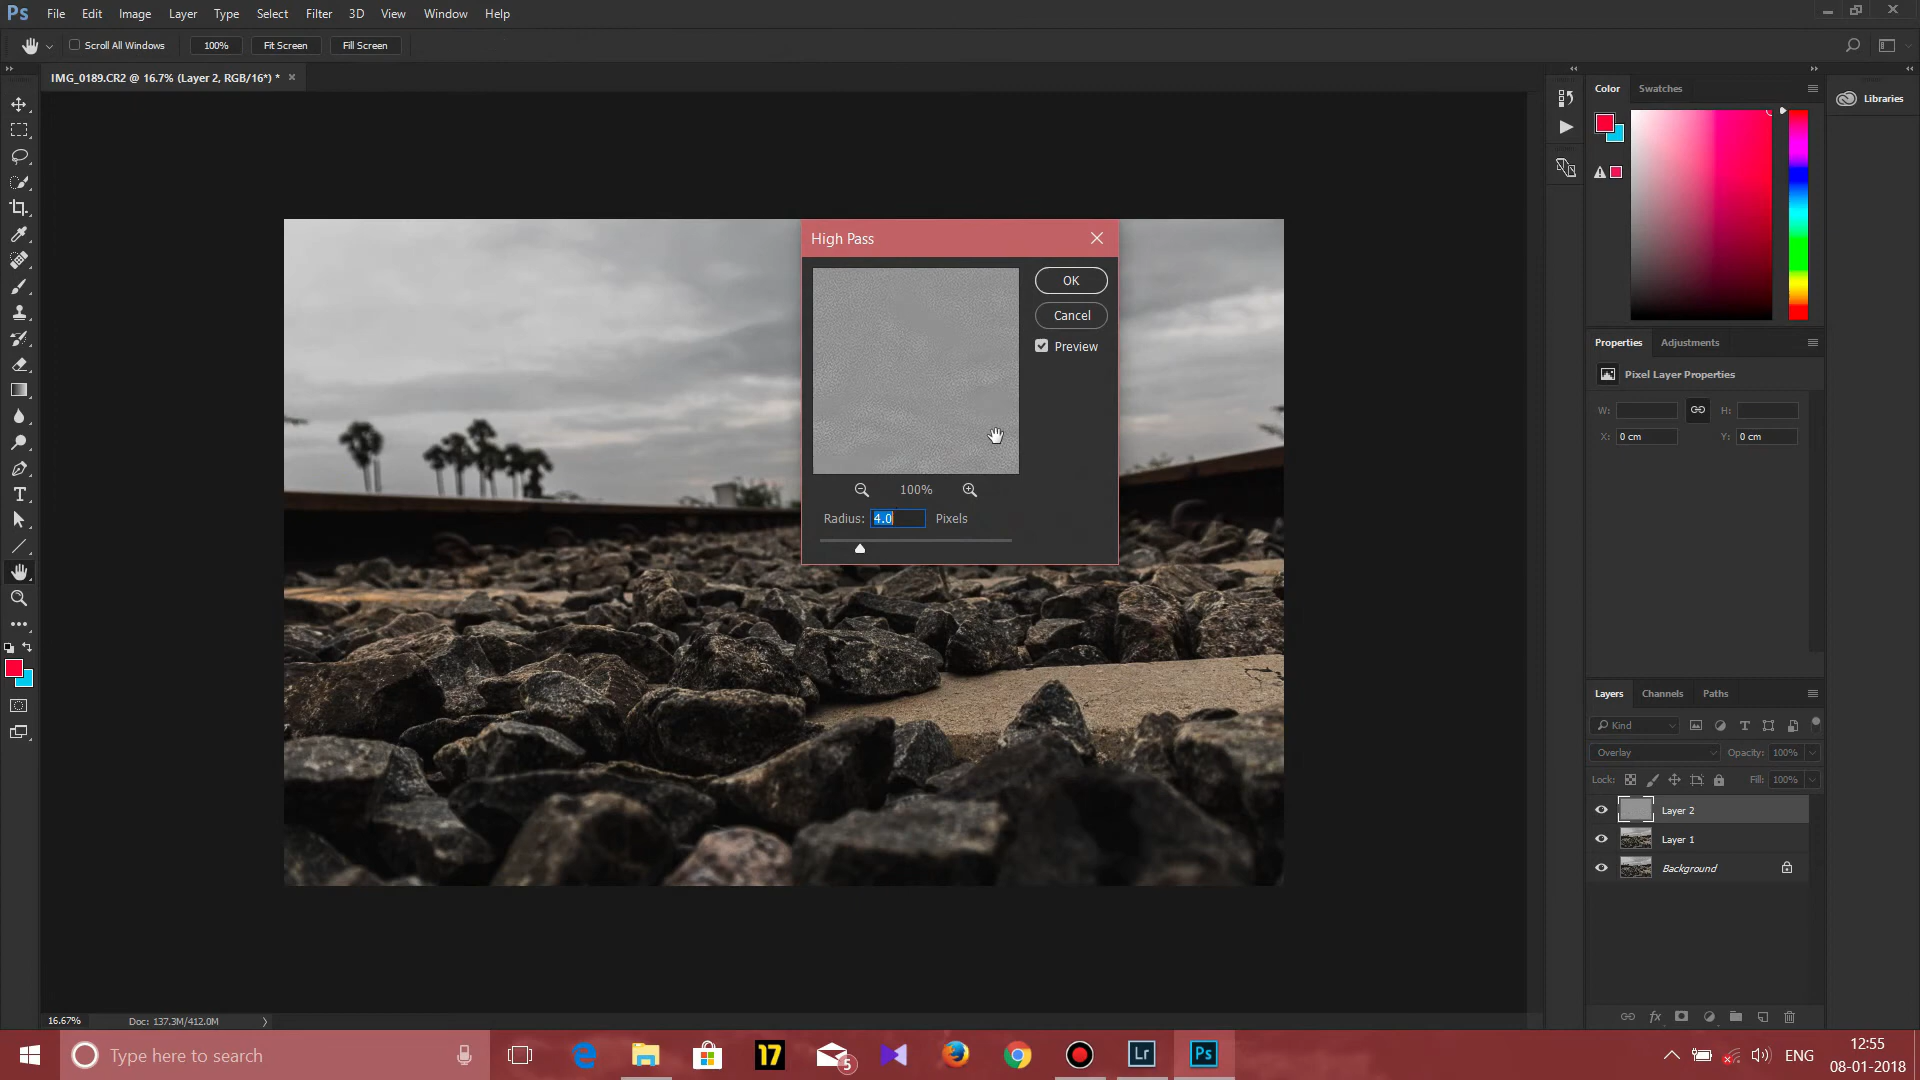 Ps File Edit Image Layer Type Select Filter 3D View Window Help
Scroll All Windows 100% Fit Screen Fill Screen
IMG_0189.CR2 @ 16.7% (Layer 2, RGB/16*) * ×
Color Swatches
Libraries
High Pass
OK
Cancel
Preview
100%
Radius: 4.0 Pixels
Properties Adjustments
Pixel Layer Properties
W: H:
X: 0 cm Y: 0 cm
Layers Channels Paths
Kind
Overlay Opacity: 100%
Lock: Fill: 100%
Layer 2
Layer 1
Background
16.67% Doc: 137.3M/412.0M
Type here to search
17
5
Lr
Ps
ENG
12:55
08-01-2018